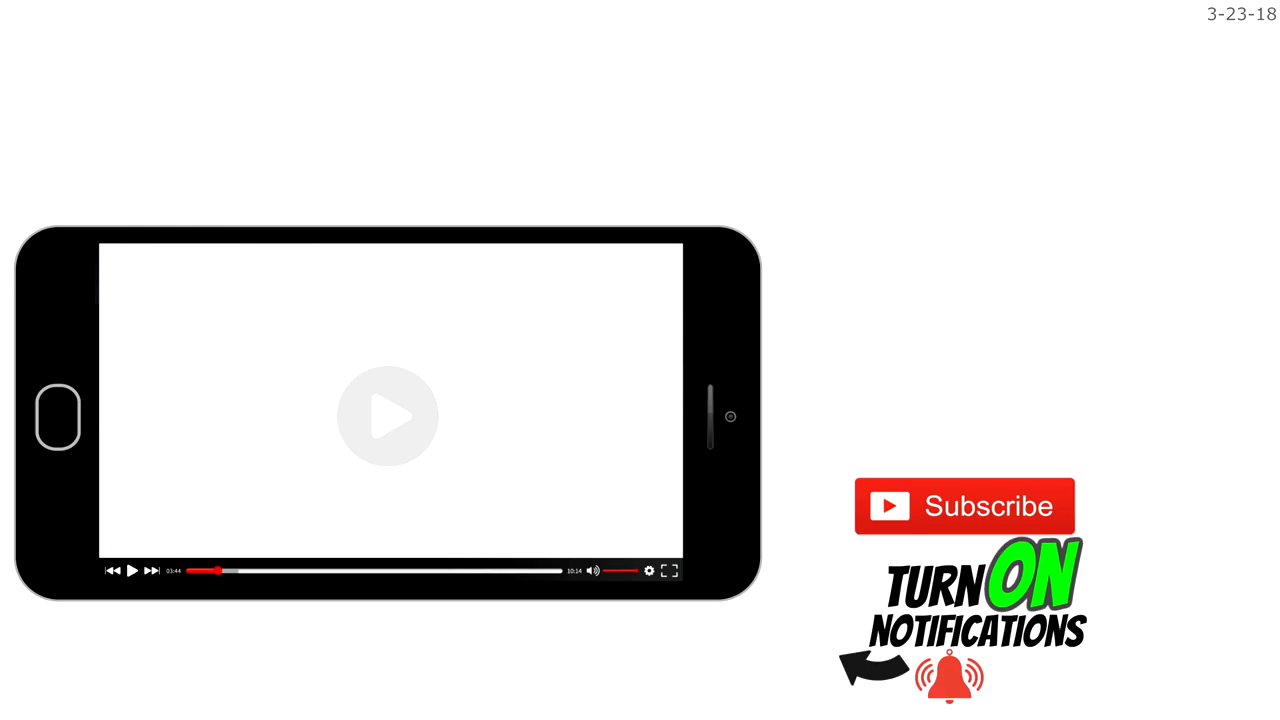 3-23-18
03:44
10:14
Subscribe
TURN ON
NOTIFICATIONS